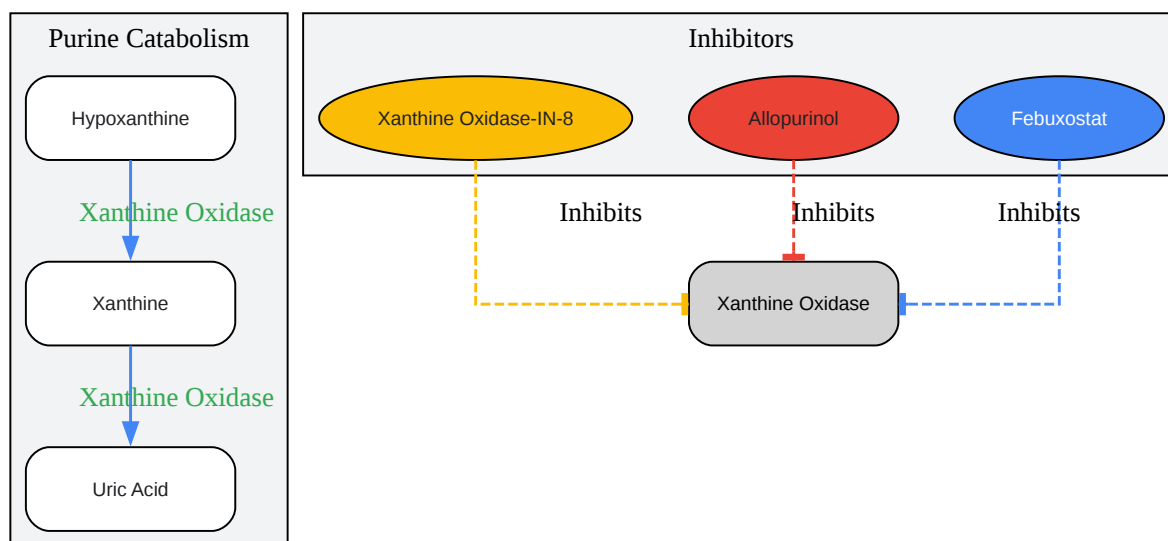 Purine Catabolism
Hypoxanthine
Xanthine Oxidase
Xanthine
Xanthine Oxidase
Uric Acid
Inhibitors
Xanthine Oxidase-IN-8
Allopurinol
Febuxostat
Inhibits
Inhibits
Inhibits
Xanthine Oxidase